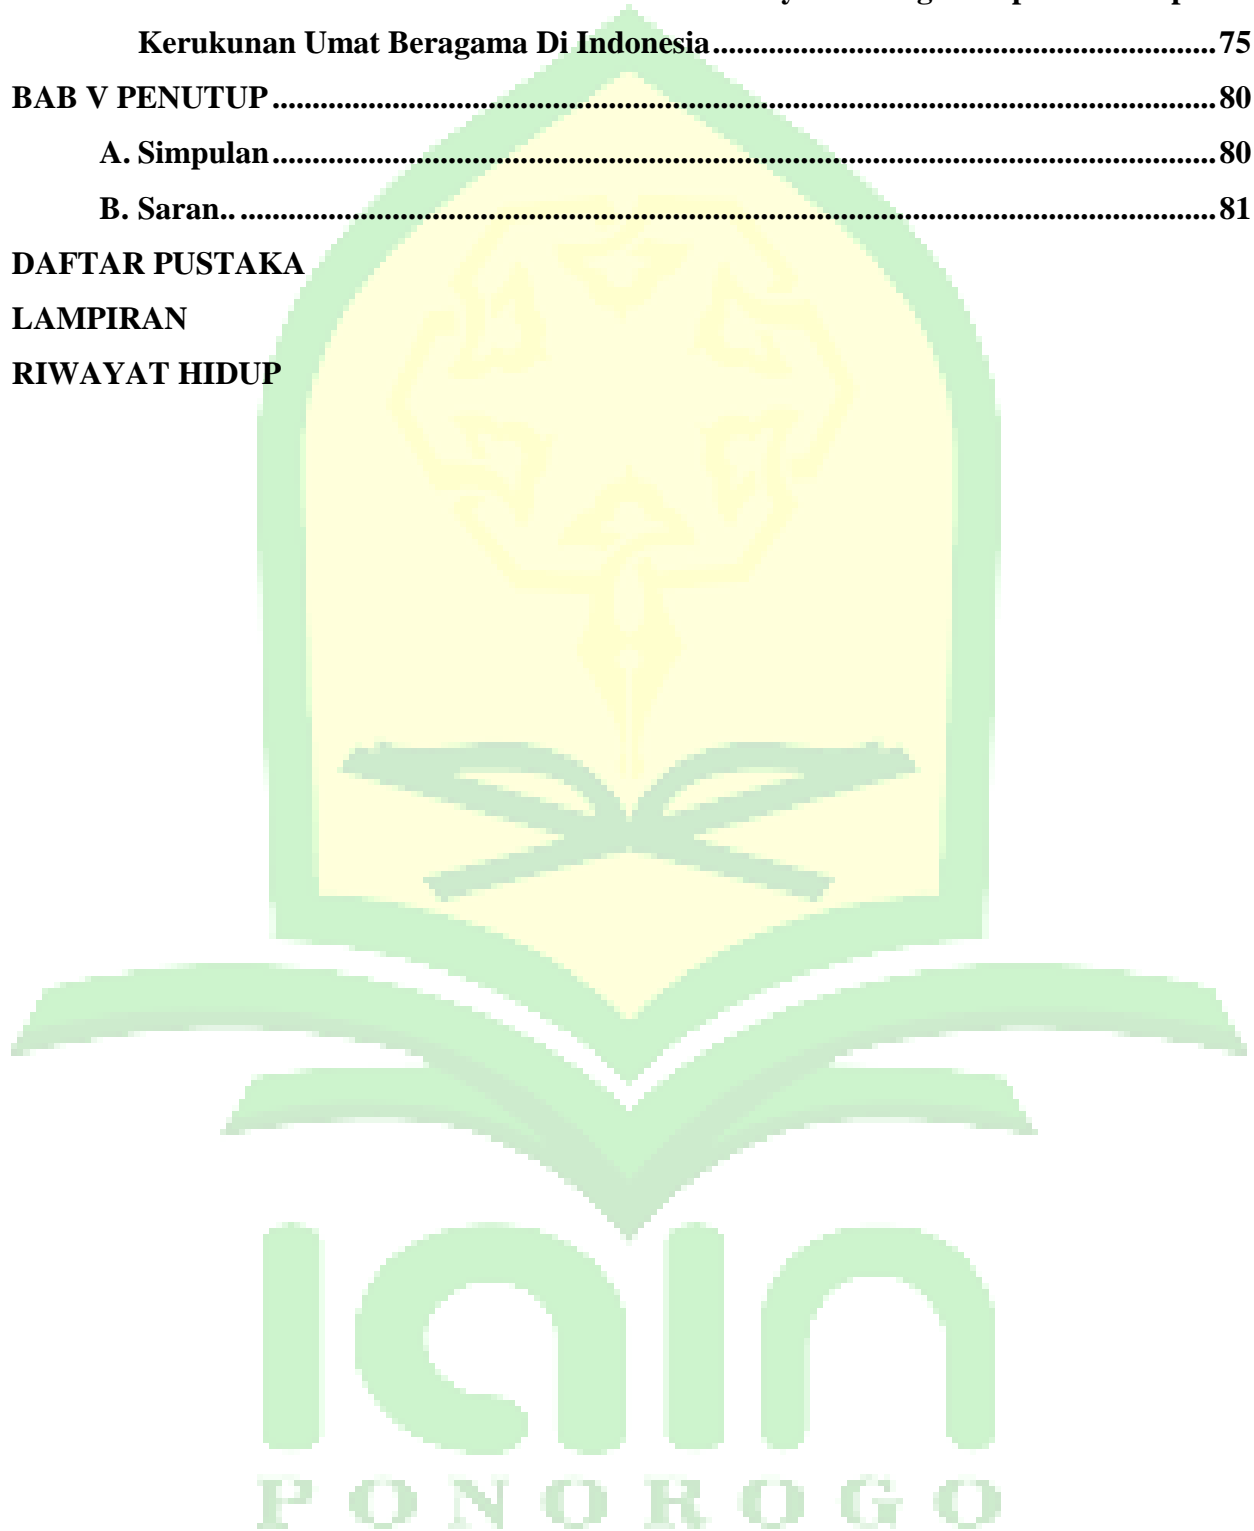 Kerukunan Umat Beragama Di Indonesia................................................................75
BAB V PENUTUP........................................................................................................................80
A. Simpulan......................................................................................................................80
B. Saran.. ..........................................................................................................................81
DAFTAR PUSTAKA
LAMPIRAN
RIWAYAT HIDUP
iain
PONOROGO